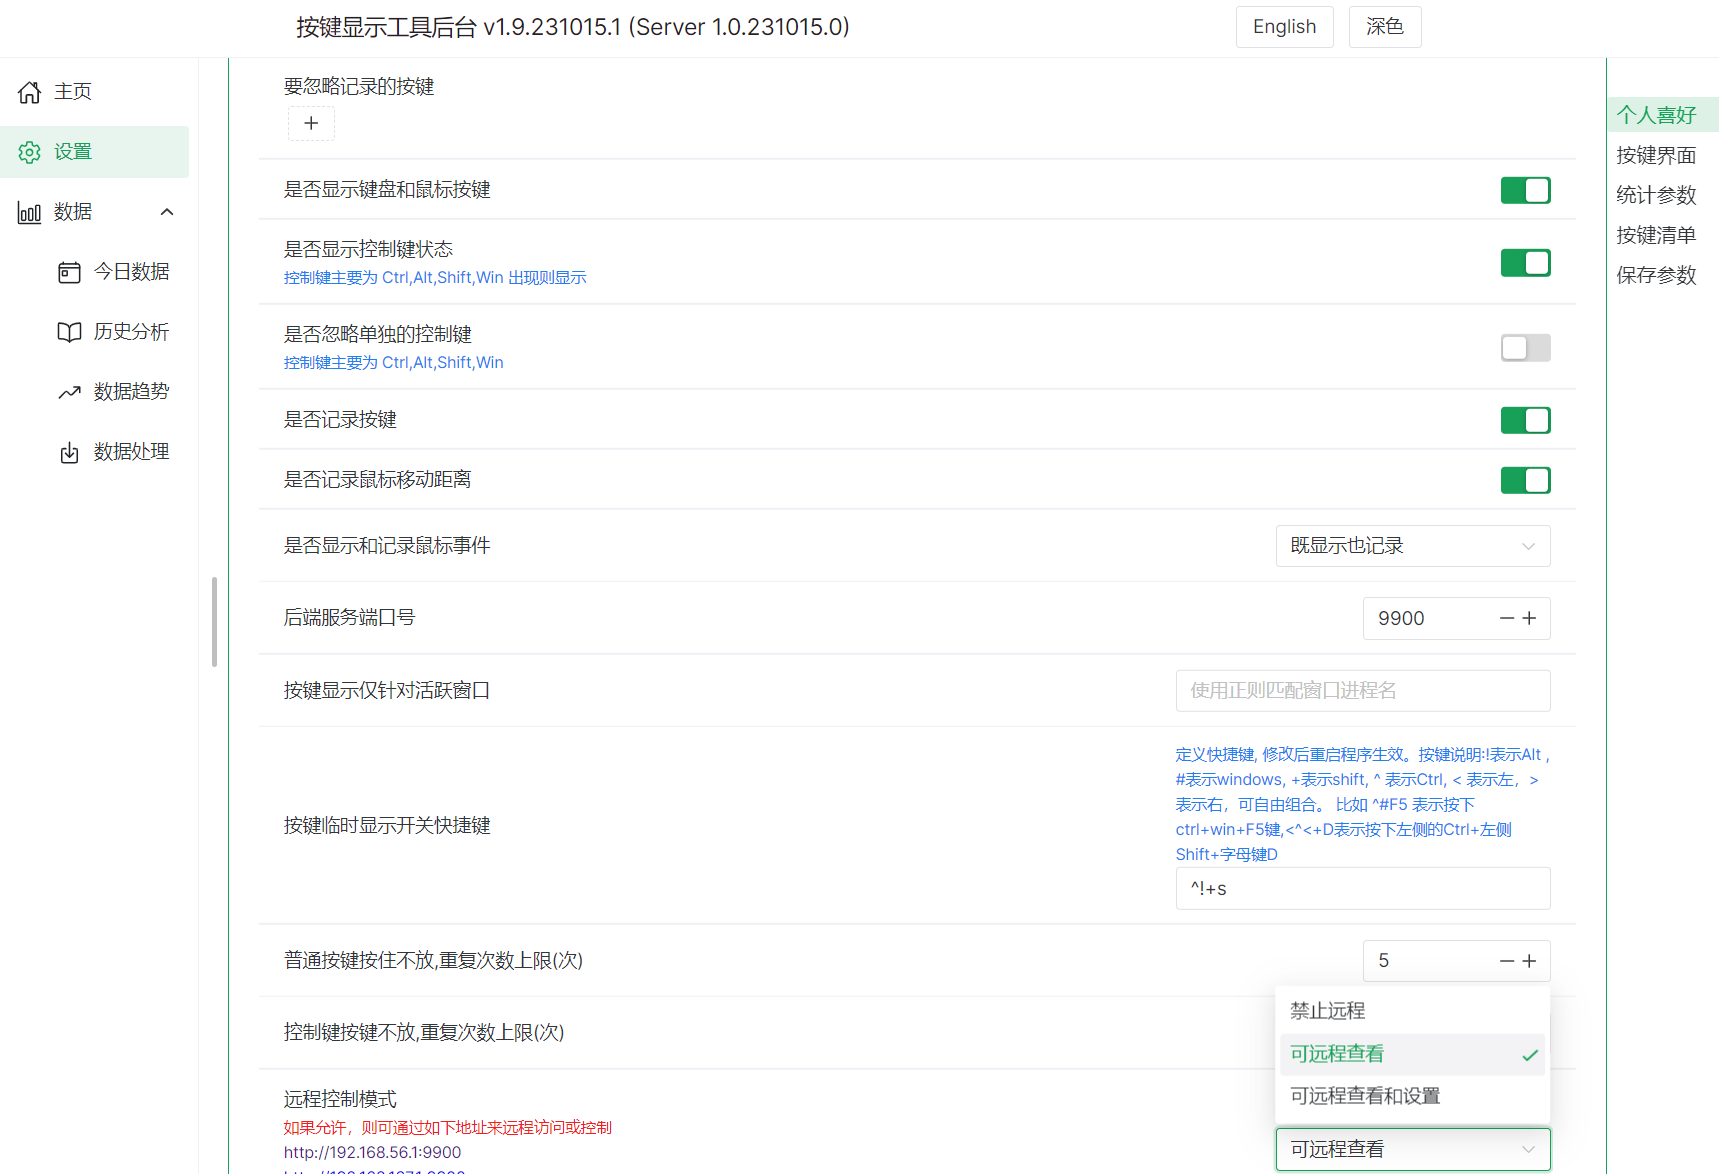 按键显示工具后台 v1.9.231015.1 (Server 1.0.231015.0)
English
深色
主页
设置
数据
今日数据
历史分析
数据趋势
数据处理
要忽略记录的按键
是否显示键盘和鼠标按键
是否显示控制键状态
控制键主要为 Ctrl,Alt,Shift,Win 出现则显示
是否忽略单独的控制键
控制键主要为 Ctrl,Alt,Shift,Win
是否记录按键
是否记录鼠标移动距离
是否显示和记录鼠标事件
既显示也记录
后端服务端口号
9900
按键显示仅针对活跃窗口
使用正则匹配窗口进程名
按键临时显示开关快捷键
定义快捷键, 修改后重启程序生效。按键说明:!表示Alt ,
#表示windows, +表示shift, ^ 表示Ctrl, < 表示左，>
表示右，可自由组合。 比如 ^#F5 表示按下
ctrl+win+F5键,<^<+D表示按下左侧的Ctrl+左侧
Shift+字母键D
^!+s
普通按键按住不放,重复次数上限(次)
5
控制键按键不放,重复次数上限(次)
禁止远程
可远程查看
可远程查看和设置
远程控制模式
如果允许，则可通过如下地址来远程访问或控制
http://192.168.56.1:9900
可远程查看
个人喜好
按键界面
统计参数
按键清单
保存参数